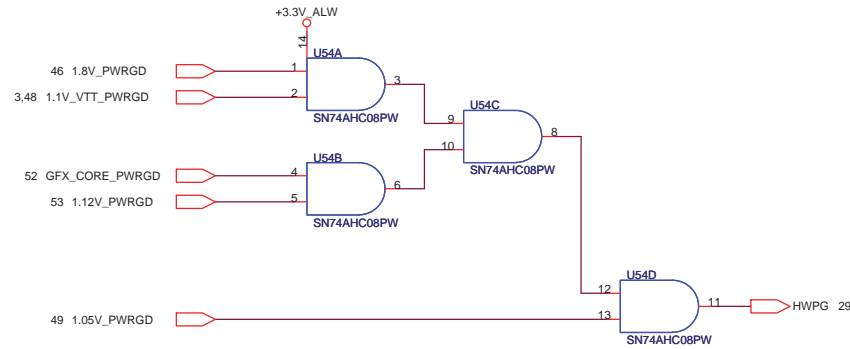 +3.3V_ALW
14
U54A
46 1.8V_PWRGD
1
3
3,48 1.1V_VTT_PWRGD
2
SN74AHC08PW
U54C
9
8
10
SN74AHC08PW
U54B
52 GFX_CORE_PWRGD
4
6
53 1.12V_PWRGD
5
SN74AHC08PW
U54D
12
11
HWPG 29
49 1.05V_PWRGD
13
SN74AHC08PW